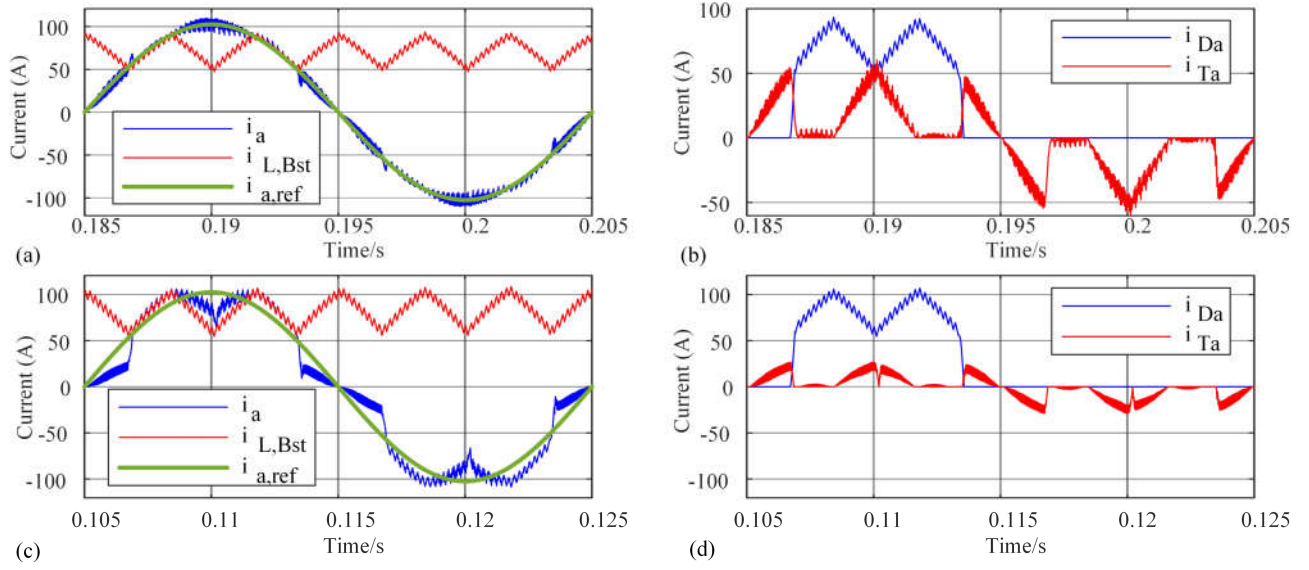 100
50
0
-50
-100
Current (A)
i a
i L,Bst
i a,ref
0.185 0.19 0.195 0.2 0.205
Time/s
(a)
100
50
0
-50
Current (A)
i Da
i Ta
0.185 0.19 0.195 0.2 0.205
Time/s
(b)
100
50
0
-50
-100
Current (A)
i a
i L,Bst
i a,ref
0.105 0.11 0.115 0.12 0.125
Time/s
(c)
100
50
0
-50
-100
Current (A)
i Da
i Ta
0.105 0.11 0.115 0.12 0.125
Time/s
(d)